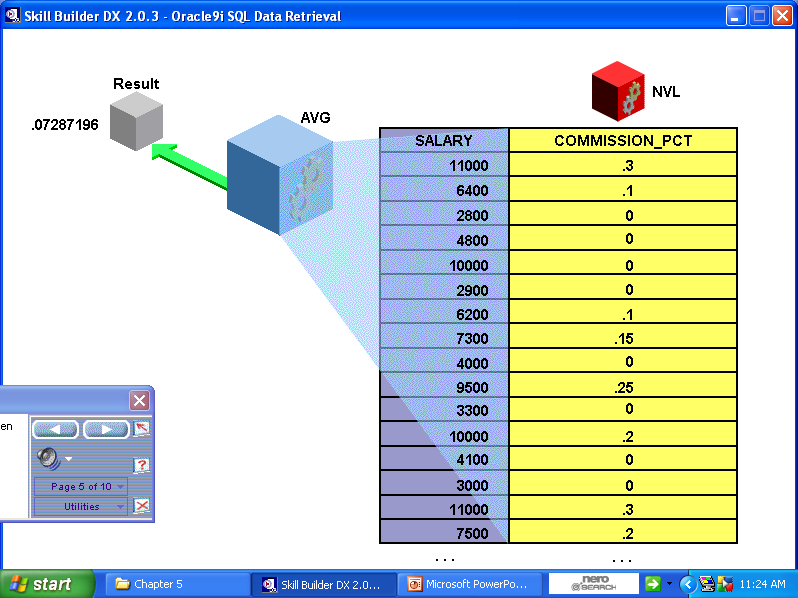 Skill Builder DX 2.0.3 - Oracle9i SQL Data Retrieval
Result
.07287196
AVG
NVL
SALARY COMMISSION_PCT
11000 .3
6400 .1
2800 0
4800 0
10000 0
2900 0
6200 .1
7300 .15
4000 0
9500 .25
3300 0
10000 .2
4100 0
3000 0
11000 .3
7500 .2
... ...
en
Page 5 of 10
Utilities
start
Chapter 5
Skill Builder DX 2.0...
Microsoft PowerPo...
nero
SEARCH
11:24 AM